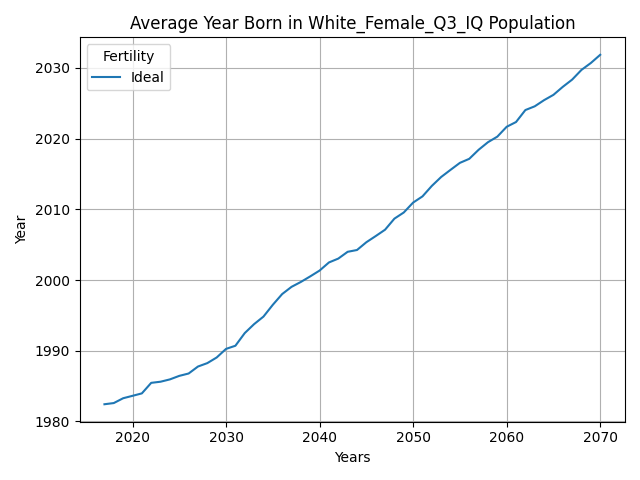 Average Year Born in White_Female_Q3_IQ Population
Fertility
Ideal
2030
2020
2010
2000
1990
1980
Year
2020 2030 2040 2050 2060 2070
Years